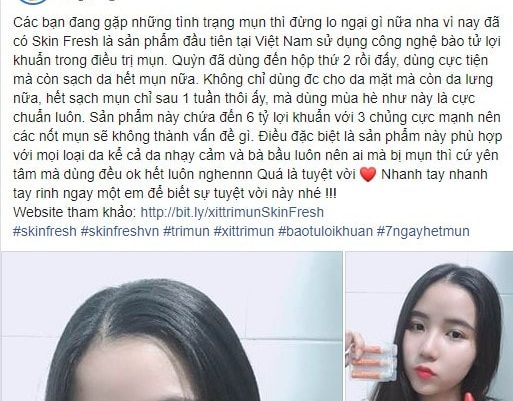 Các bạn đang gặp những tình trạng mụn thì đừng lo ngại gì nữa nha vì nay đã
có Skin Fresh là sản phẩm đầu tiên tại Việt Nam sử dụng công nghệ bào tử lợi
khuẩn trong điều trị mụn. Quỳn đã dùng đến hộp thứ 2 rồi đấy, dùng cực tiện
mà còn sạch da hết mụn nữa. Không chỉ dùng đc cho da mặt mà còn da lưng
nữa, hết sạch mụn chỉ sau 1 tuần thôi ấy, mà dùng mùa hè như này là cực
chuẩn luôn. Sản phẩm này chứa đến 6 tỷ lợi khuẩn với 3 chủng cực mạnh nên
các nốt mụn sẽ không thành vấn đề gì. Điều đặc biệt là sản phẩm này phù hợp
với mọi loại da kể cả da nhạy cảm và bà bầu luôn nên ai mà bị mụn thì cứ yên
tâm mà dùng đều ok hết luôn nghennn Quá là tuyệt vời ❤ Nhanh tay nhanh
tay rinh ngay một em để biết sự tuyệt vời này nhé !!!
Website tham khảo: http://bit.ly/xittrimunSkinFresh
#skinfresh #skinfreshvn #trimun #xittrimun #baotuloikhuan #7ngayhetmun